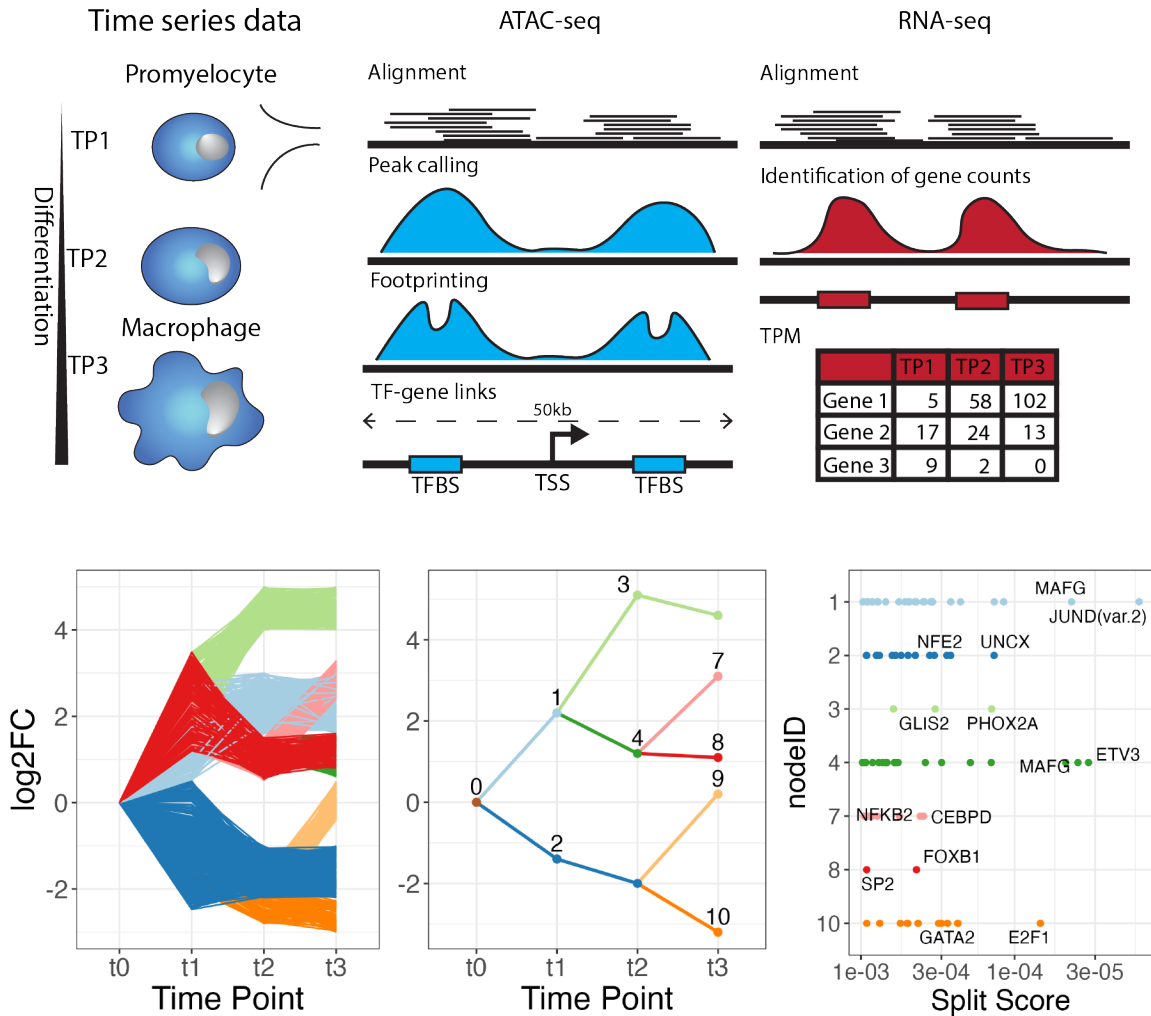 Time series data
Promyelocyte
TP1
TP2
Macrophage
TP3
Differentiation
ATAC-seq
Alignment
Peak calling
Footprinting
TF-gene links
50kb
TFBS
TSS
TFBS
RNA-seq
Alignment
Identification of gene counts
TPM
TP1 TP2 TP3
Gene 1 5 58 102
Gene 2 17 24 13
Gene 3 9 2 0
log2FC
4
2
0
-2
t0 t1 t2 t3
Time Point
4
2
0
-2
0
1
2
3
4
7
8
9
10
t0 t1 t2 t3
Time Point
nodeID
1
2
3
4
7
8
10
MAFG
JUND(var.2)
NFE2 UNCX
GLIS2 PHOX2A
MAFG ETV3
NFKB2 CEBPD
FOXB1
SP2
GATA2 E2F1
1e-03 3e-04 1e-04 3e-05
Split Score